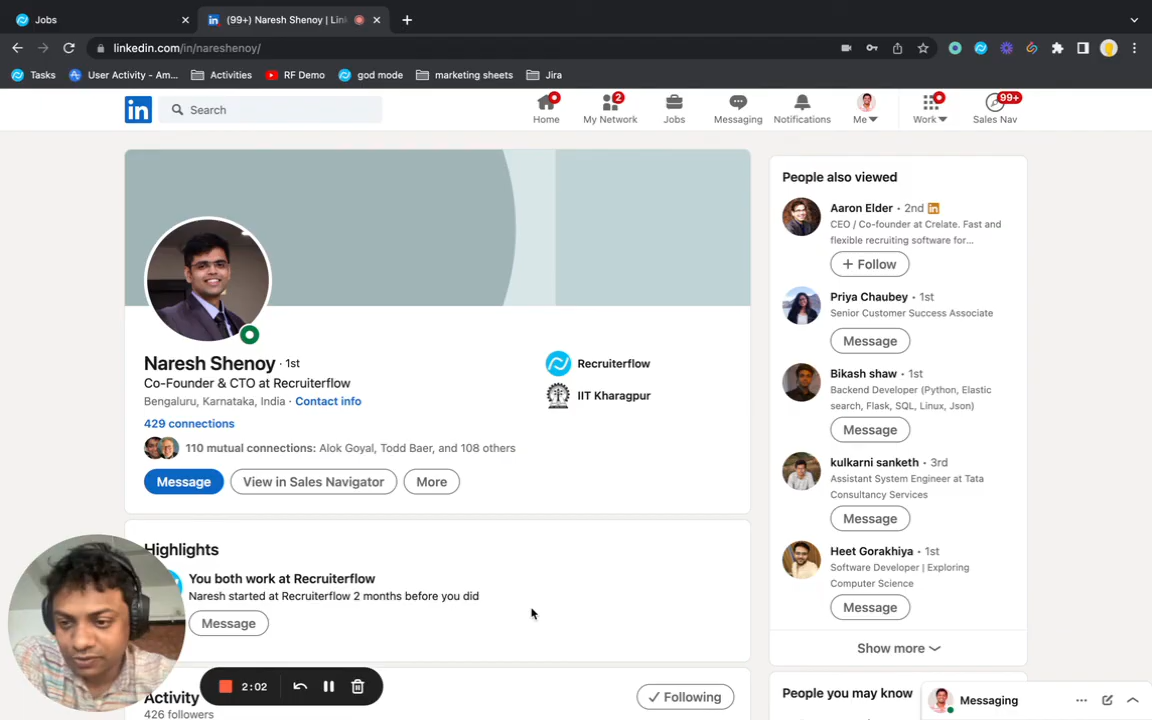 Jobs
(99+) Naresh Shenoy | Lin
linkedin.com/in/nareshenoy/
Tasks
User Activity - Am...
Activities
RF Demo
god mode
marketing sheets
Jira
in
Search
Home
2
My Network
Jobs
Messaging
Notifications
Me
Work
99+
Sales Nav
Naresh Shenoy · 1st
Co-Founder & CTO at Recruiterflow
Bengaluru, Karnataka, India · Contact info
429 connections
110 mutual connections: Alok Goyal, Todd Baer, and 108 others
Message
View in Sales Navigator
More
Recruiterflow
IIT Kharagpur
Highlights
You both work at Recruiterflow
Naresh started at Recruiterflow 2 months before you did
Message
2:02
Activity
426 followers
Following
People also viewed
Aaron Elder · 2nd in
CEO / Co-founder at Crelate. Fast and
flexible recruiting software for...
+ Follow
Priya Chaubey · 1st
Senior Customer Success Associate
Message
Bikash shaw · 1st
Backend Developer (Python, Elastic
search, Flask, SQL, Linux, Json)
Message
kulkarni sanketh · 3rd
Assistant System Engineer at Tata
Consultancy Services
Message
Heet Gorakhiya · 1st
Software Developer | Exploring
Computer Science
Message
Show more
People you may know
Messaging